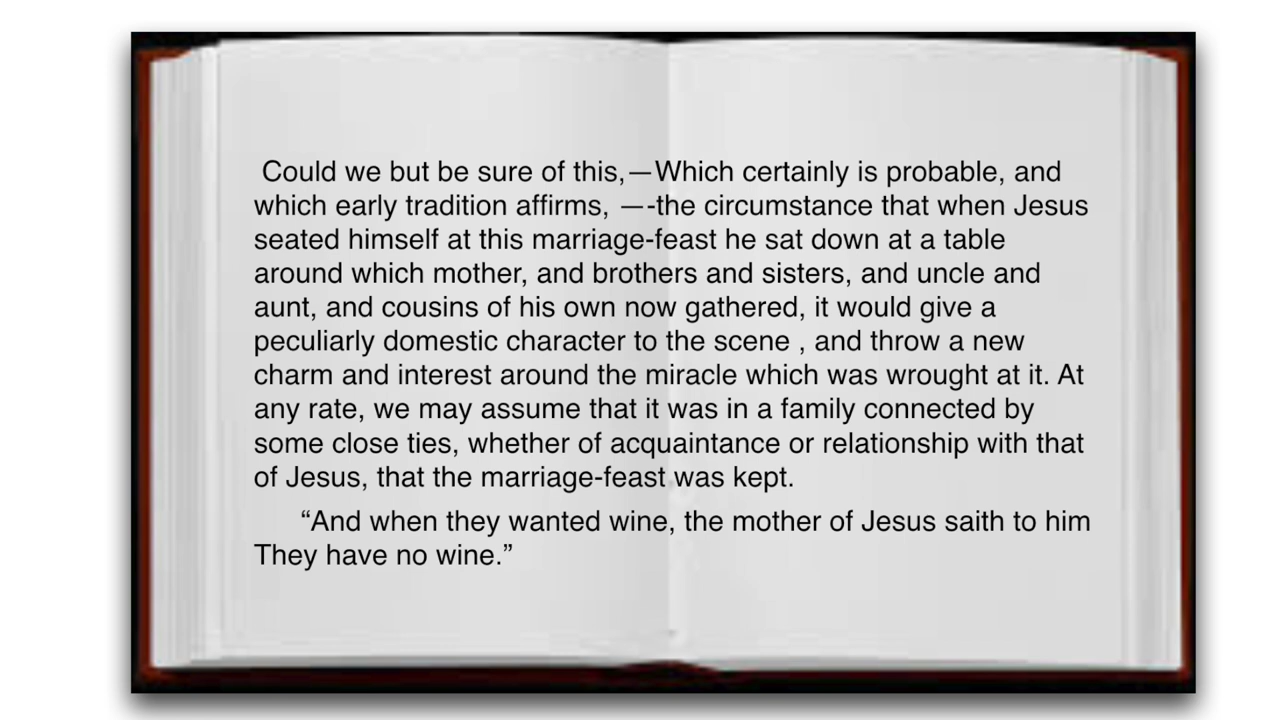 Could we but be sure of this,—Which certainly is probable, and
which early tradition affirms, —-the circumstance that when Jesus
seated himself at this marriage-feast he sat down at a table
around which mother, and brothers and sisters, and uncle and
aunt, and cousins of his own now gathered, it would give a
peculiarly domestic character to the scene , and throw a new
charm and interest around the miracle which was wrought at it. At
any rate, we may assume that it was in a family connected by
some close ties, whether of acquaintance or relationship with that
of Jesus, that the marriage-feast was kept.
“And when they wanted wine, the mother of Jesus saith to him
They have no wine.”